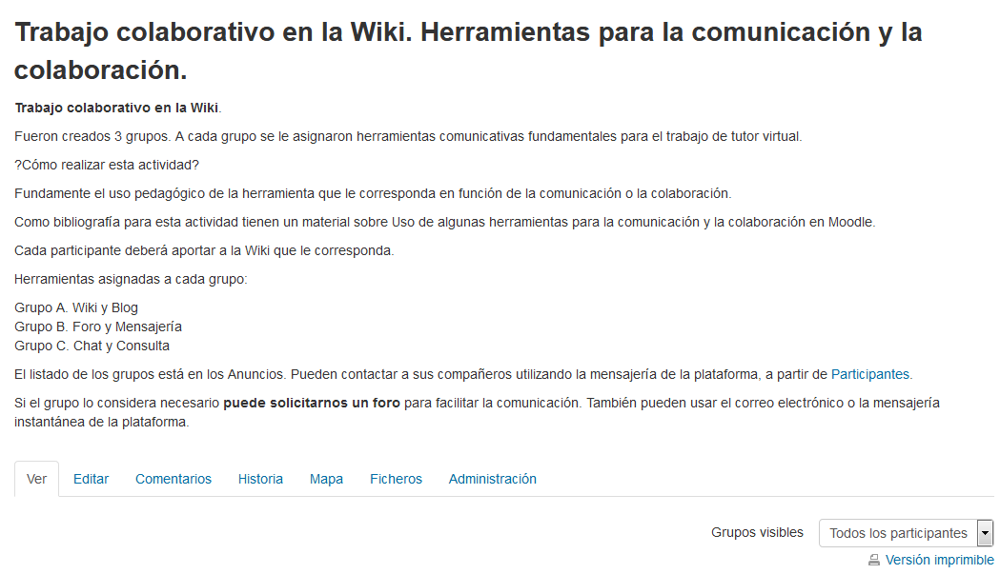 Trabajo colaborativo en la Wiki. Herramientas para la comunicación y la
colaboración.
Trabajo colaborativo en la Wiki.
Fueron creados 3 grupos. A cada grupo se le asignaron herramientas comunicativas fundamentales para el trabajo de tutor virtual.
?Cómo realizar esta actividad?
Fundamente el uso pedagógico de la herramienta que le corresponda en función de la comunicación o la colaboración.
Como bibliografía para esta actividad tienen un material sobre Uso de algunas herramientas para la comunicación y la colaboración en Moodle.
Cada participante deberá aportar a la Wiki que le corresponda.
Herramientas asignadas a cada grupo:
Grupo A. Wiki y Blog
Grupo B. Foro y Mensajería
Grupo C. Chat y Consulta
El listado de los grupos está en los Anuncios. Pueden contactar a sus compañeros utilizando la mensajería de la plataforma, a partir de Participantes.
Si el grupo lo considera necesario puede solicitarnos un foro para facilitar la comunicación. También pueden usar el correo electrónico o la mensajería
instantánea de la plataforma.
Ver Editar Comentarios Historia Mapa Ficheros Administración
Grupos visibles Todos los participantes
Versión imprimible